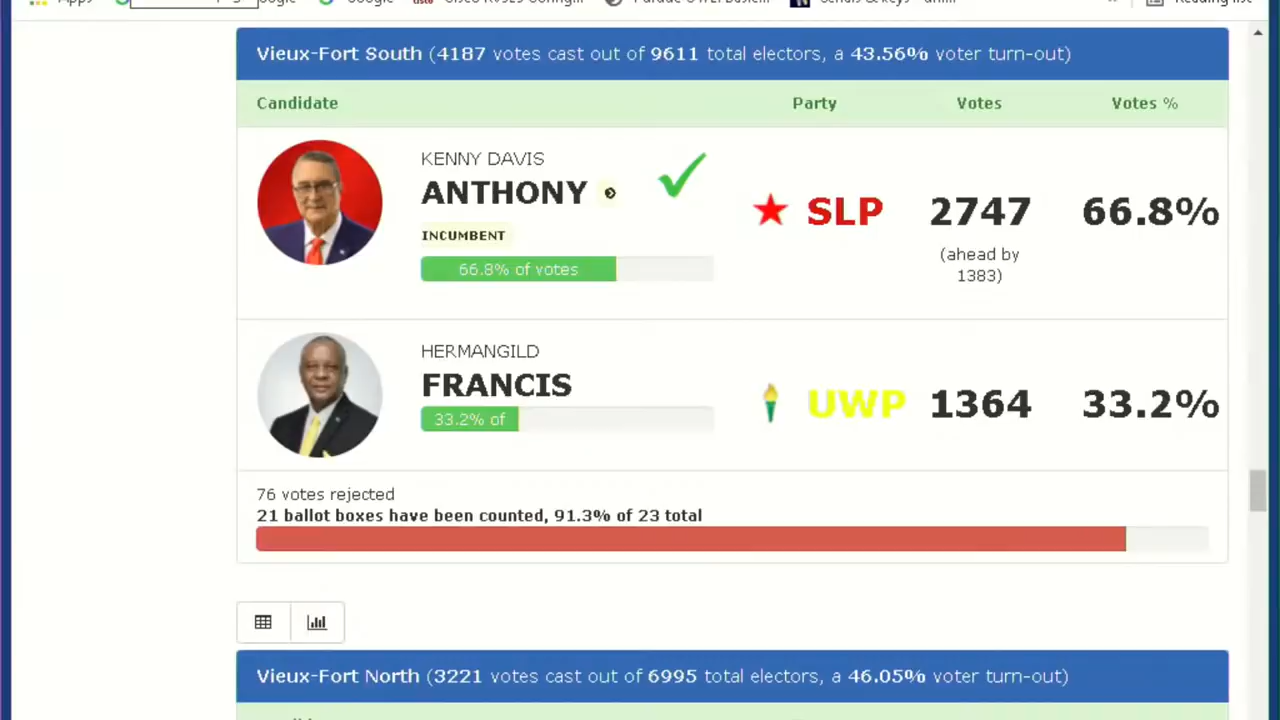 Apps
Google
Vieux-Fort South (4187 votes cast out of 9611 total electors, a 43.56% voter turn-out)
Candidate Party Votes Votes %
KENNY DAVIS
ANTHONY
INCUMBENT
66.8% of votes
SLP 2747 66.8%
(ahead by
1383)
HERMANGILD
FRANCIS
33.2% of
UWP 1364 33.2%
76 votes rejected
21 ballot boxes have been counted, 91.3% of 23 total
Vieux-Fort North (3221 votes cast out of 6995 total electors, a 46.05% voter turn-out)